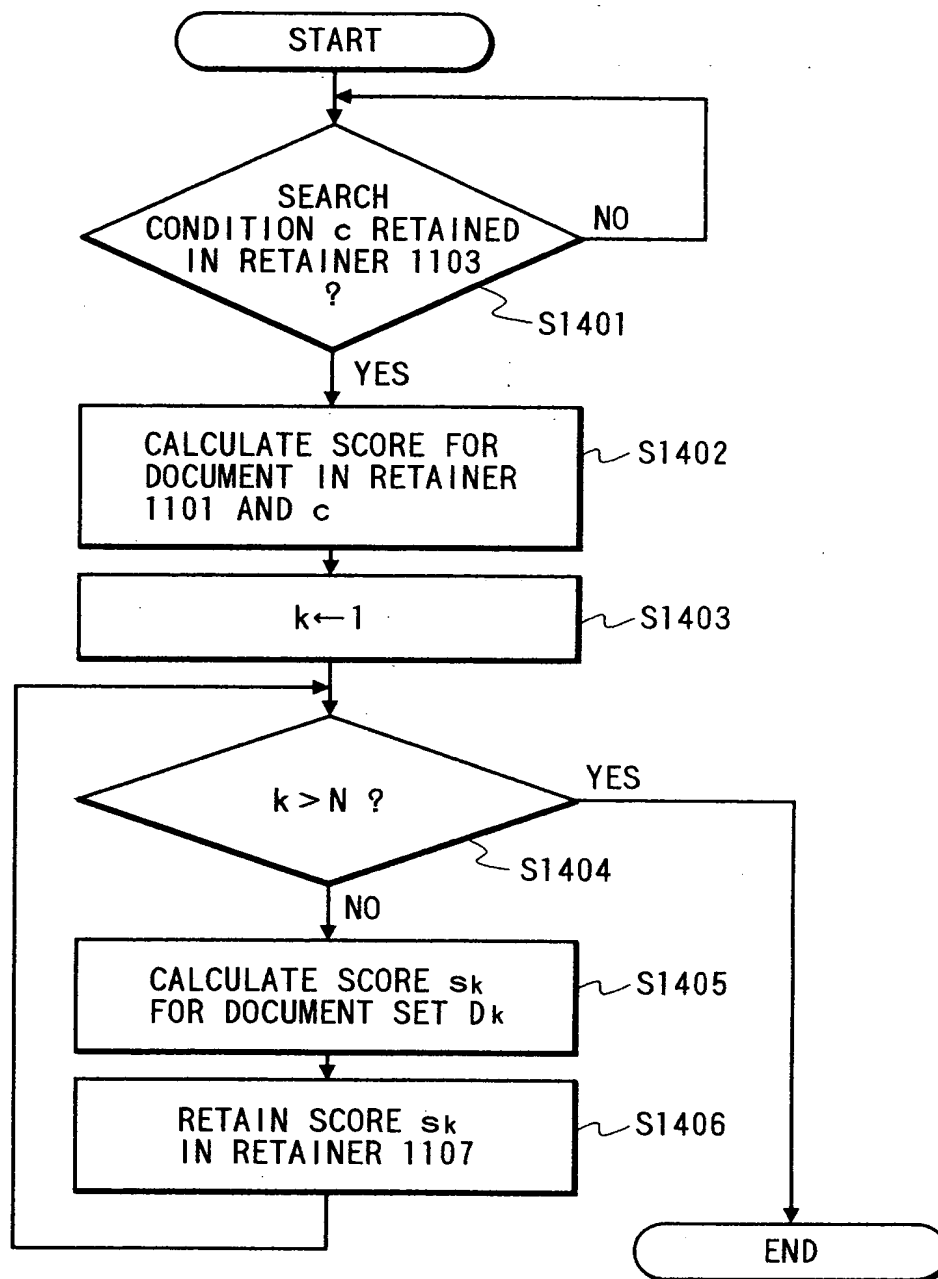 START
SEARCH
CONDITION c RETAINED
IN RETAINER 1103
?
NO
S1401
YES
CALCULATE SCORE FOR
DOCUMENT IN RETAINER
1101 AND c
S1402
k←1
S1403
k > N ?
YES
S1404
NO
CALCULATE SCORE sk
FOR DOCUMENT SET Dk
S1405
RETAIN SCORE sk
IN RETAINER 1107
S1406
END